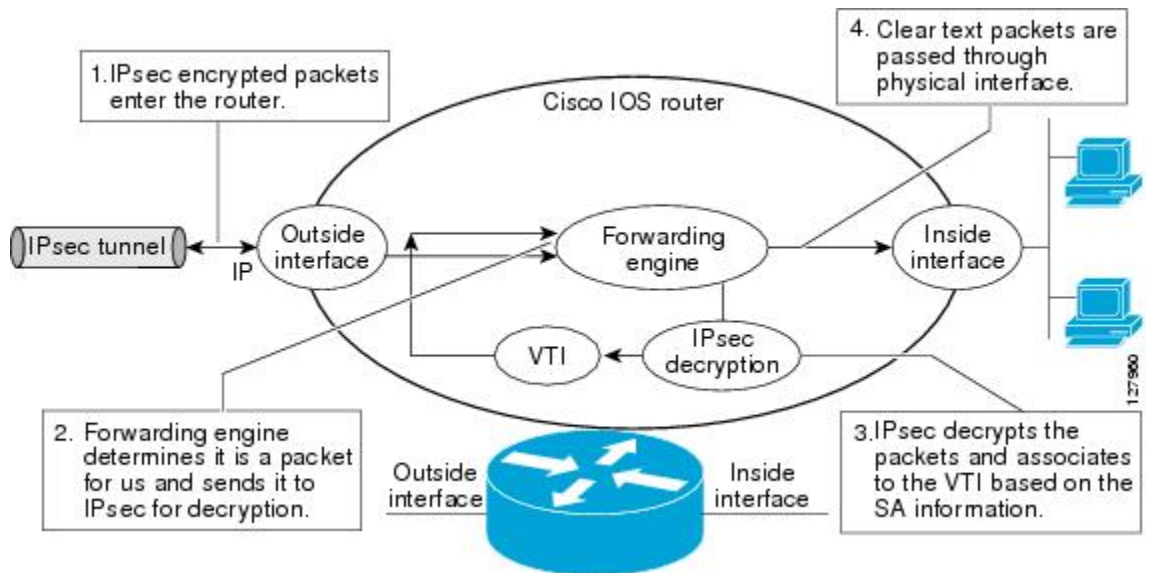 1. IPsec encrypted packets
enter the router.
4. Clear text packets are
passed through
physical interface.
Cisco IOS router
IPsec tunnel
IP
Outside
interface
Forwarding
engine
Inside
interface
VTI
IPsec
decryption
127960
2. Forwarding engine
determines it is a packet
for us and sends it to
IPsec for decryption.
3. IPsec decrypts the
packets and associates
to the VTI based on the
SA information.
Outside
interface
Inside
interface